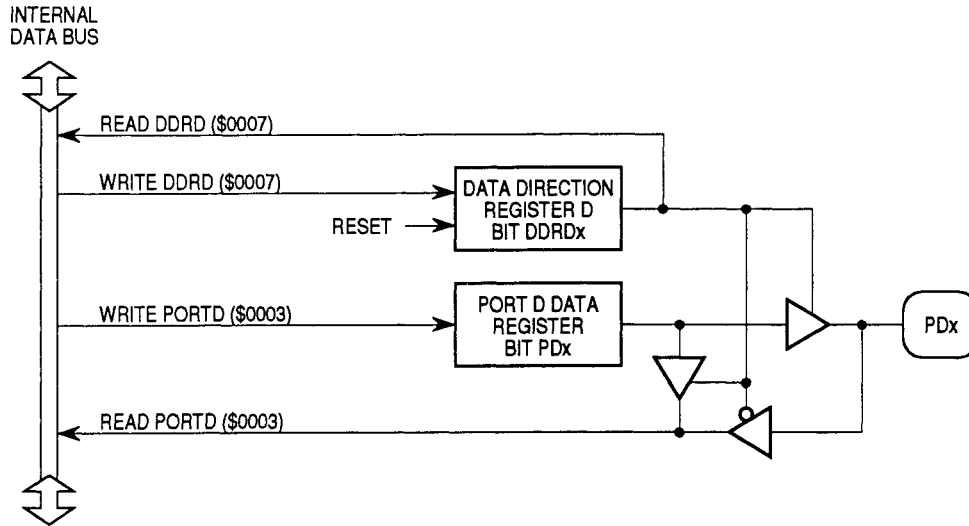 INTERNAL
DATA BUS
READ DDRD ($0007)
WRITE DDRD ($0007)
RESET
DATA DIRECTION
REGISTER D
BIT DDRDx
WRITE PORTD ($0003)
PORT D DATA
REGISTER
BIT PDx
PDx
READ PORTD ($0003)